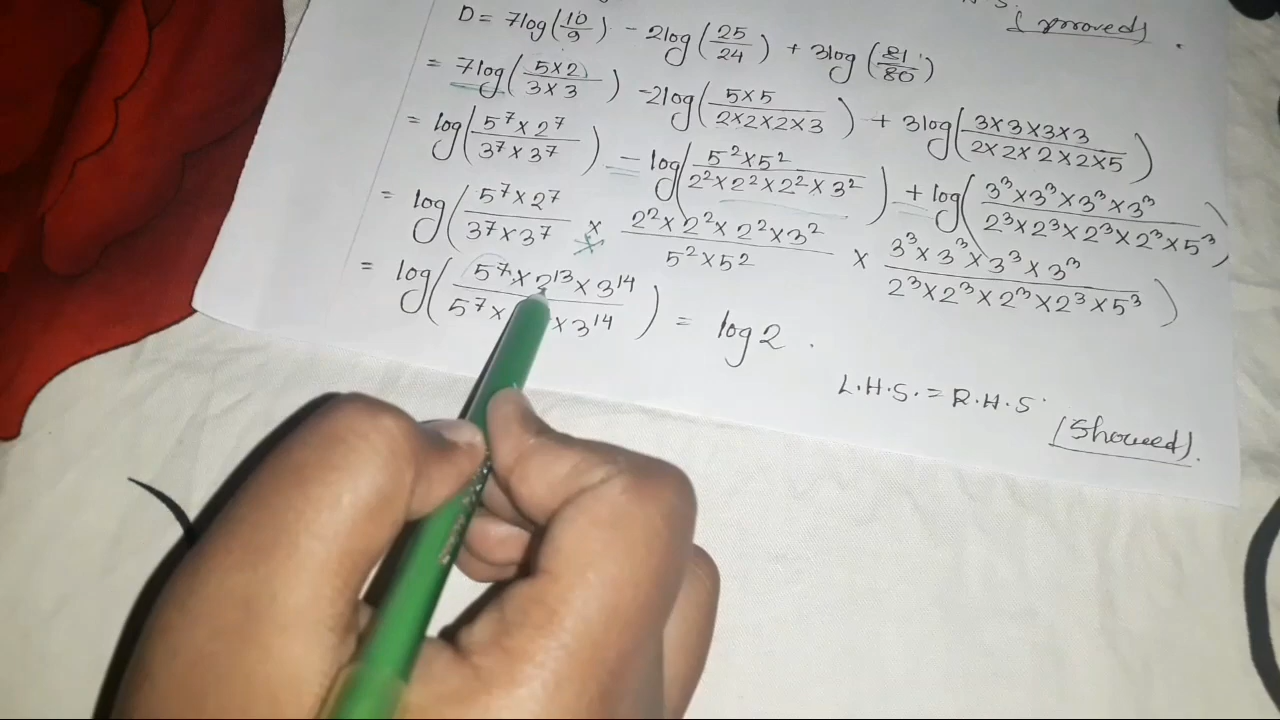 (proved).
D = 7log(10/9) - 2log(25/24) + 3log(81/80)
= 7log(5×2/3×3) -2log(5×5/2×2×2×3) + 3log(3×3×3×3/2×2×2×2×5)
= log(5⁷×2⁷/3⁷×3⁷) - log(5²×5²/2²×2²×2²×3²) + log(3³×3³×3³×3³/2³×2³×2³×2³×5³)
= log(5⁷×2⁷/3⁷×3⁷ × 2²×2²×2²×3²/5²×5² × 3³×3³×3³×3³/2³×2³×2³×2³×5³)
= log(5⁷×2¹³×3¹⁴/5⁷× ×3¹⁴) = log2.
L.H.S. = R.H.S.
(Showed).